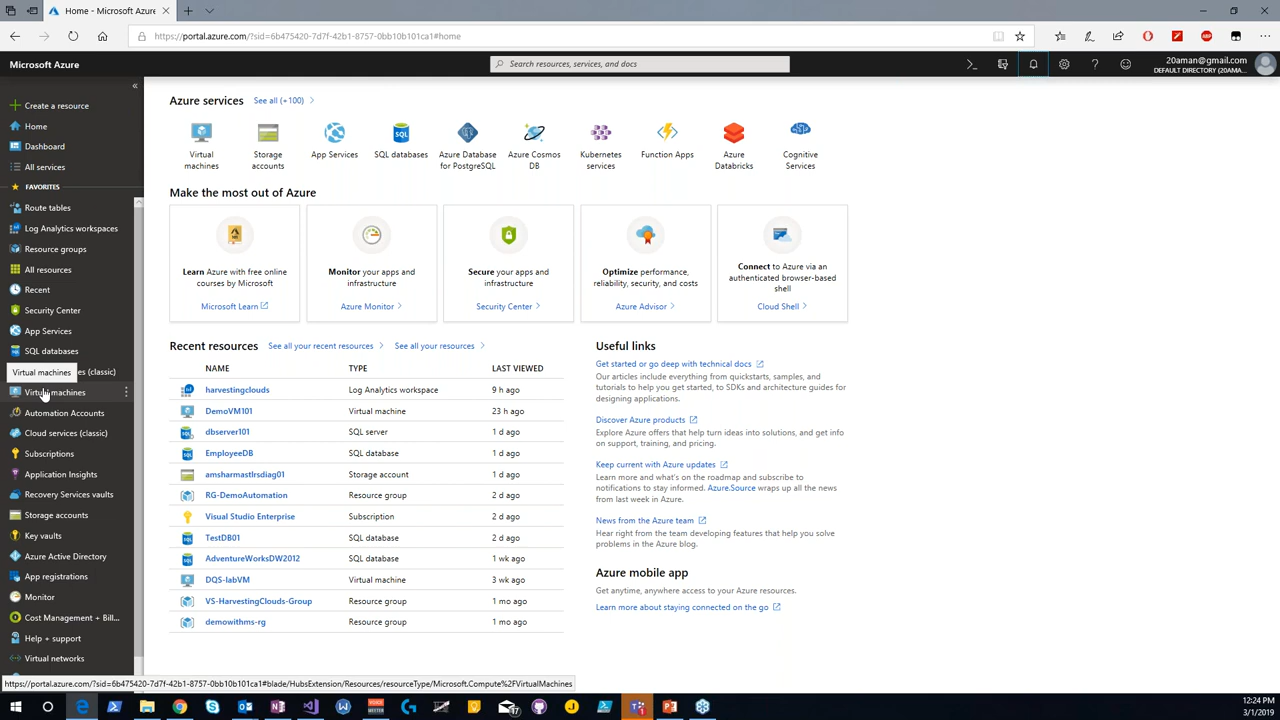 Home - Microsoft Azure
https://portal.azure.com/?sid=6b475420-7d7f-42b1-8757-0bb10b101ca1#home
Microsoft Azure
Search resources, services, and docs
20aman@gmail.com
DEFAULT DIRECTORY (20AMA...
Create a resource
Home
Dashboard
All services
FAVORITES
Route tables
Log Analytics workspaces
Resource groups
All resources
Recent
Security Center
App Services
SQL databases
Virtual machines
es (classic)
Virtual machines
Automation Accounts
Cloud services (classic)
Subscriptions
Application Insights
Recovery Services vaults
Storage accounts
Key vaults
Azure Active Directory
App registrations
Monitor
Cost Management + Bill...
Help + support
Virtual networks
Azure services
See all (+100)
Virtual
machines
Storage
accounts
App Services
SQL databases
Azure Database
for PostgreSQL
Azure Cosmos
DB
Kubernetes
services
Function Apps
Azure
Databricks
Cognitive
Services
Make the most out of Azure
Learn Azure with free online
courses by Microsoft
Microsoft Learn
Monitor your apps and
infrastructure
Azure Monitor
Secure your apps and
infrastructure
Security Center
Optimize performance,
reliability, security, and costs
Azure Advisor
Connect to Azure via an
authenticated browser-based
shell
Cloud Shell
Recent resources
See all your recent resources
See all your resources
NAME TYPE LAST VIEWED
harvestingclouds Log Analytics workspace 9 h ago
DemoVM101 Virtual machine 23 h ago
dbserver101 SQL server 1 d ago
EmployeeDB SQL database 1 d ago
amsharmastlrsdiag01 Storage account 1 d ago
RG-DemoAutomation Resource group 2 d ago
Visual Studio Enterprise Subscription 2 d ago
TestDB01 SQL database 2 d ago
AdventureWorksDW2012 SQL database 1 wk ago
DQS-labVM Virtual machine 3 wk ago
VS-HarvestingClouds-Group Resource group 1 mo ago
demowithms-rg Resource group 1 mo ago
Useful links
Get started or go deep with technical docs
Our articles include everything from quickstarts, samples, and
tutorials to help you get started, to SDKs and architecture guides for
designing applications.
Discover Azure products
Explore Azure offers that help turn ideas into solutions, and get info
on support, training, and pricing.
Keep current with Azure updates
Learn more and what's on the roadmap and subscribe to
notifications to stay informed. Azure.Source wraps up all the news
from last week in Azure.
News from the Azure team
Hear right from the team developing features that help you solve
problems in the Azure blog.
Azure mobile app
Get anytime, anywhere access to your Azure resources.
Learn more about staying connected on the go
https://portal.azure.com/?sid=6b475420-7d7f-42b1-8757-0bb10b101ca1#blade/HubsExtension/Resources/resourceType/Microsoft.Compute%2FVirtualMachines
12:24 PM
3/1/2019